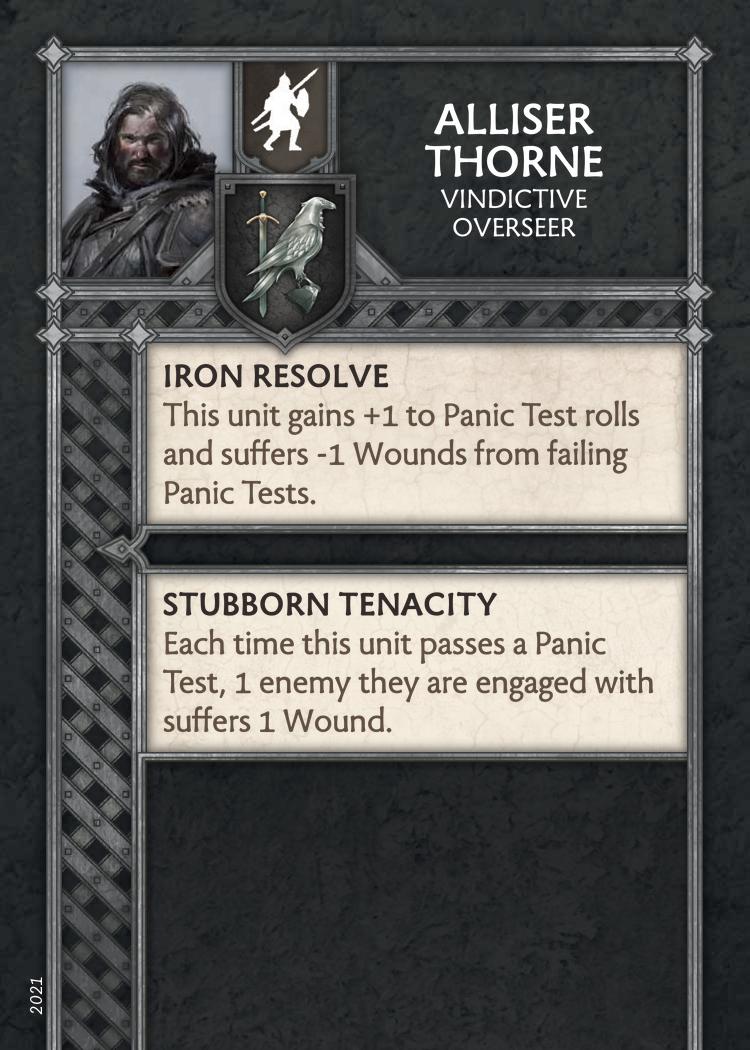 ALLISER
THORNE
VINDICTIVE
OVERSEER
IRON RESOLVE
This unit gains +1 to Panic Test rolls
and suffers -1 Wounds from failing
Panic Tests.
STUBBORN TENACITY
Each time this unit passes a Panic
Test, 1 enemy they are engaged with
suffers 1 Wound.
2021